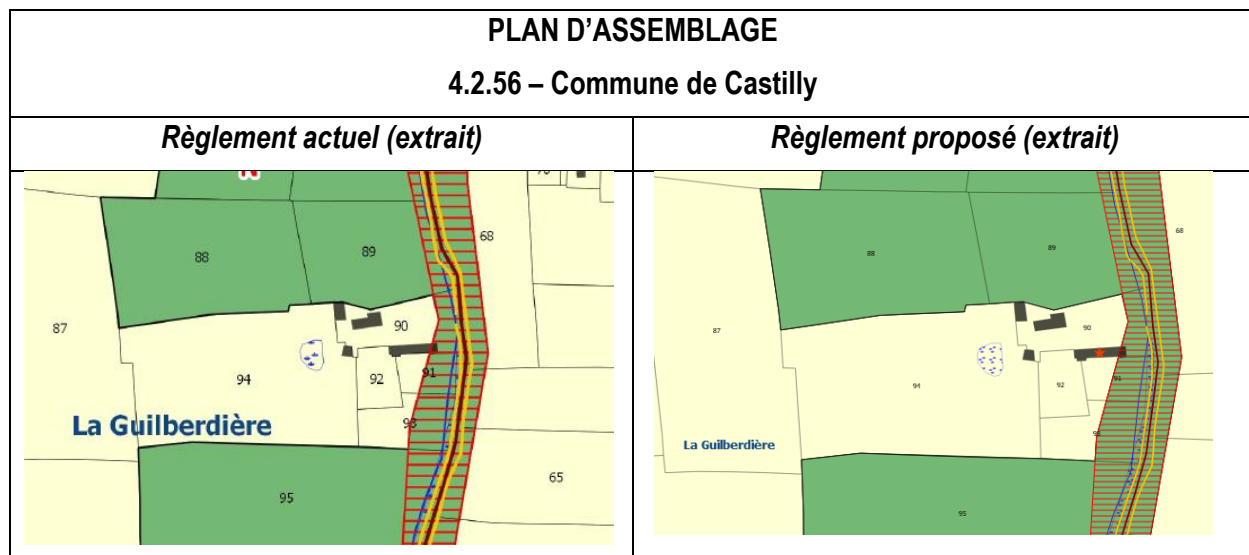 PLAN D’ASSEMBLAGE
4.2.56 – Commune de Castilly
Règlement actuel (extrait)
Règlement proposé (extrait)
N
68
88
89
87
90
94
92
91
93
La Guilberdière
65
95
68
88
89
87
90
94
92
91
La Guilberdière
95